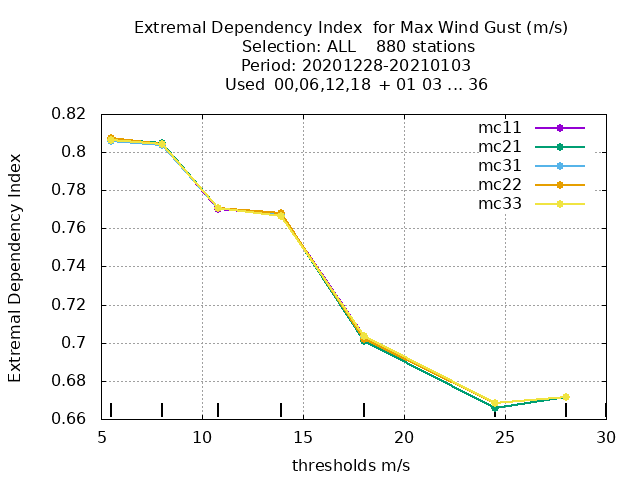 Extremal Dependency Index  for Max Wind Gust (m/s)
Selection: ALL    880 stations
Period: 20201228-20210103
Used  00,06,12,18  + 01 03 ... 36
0.82
0.8
0.78
0.76
0.74
0.72
0.7
0.68
0.66
Extremal Dependency Index
mc11
mc21
mc31
mc22
mc33
5 10 15 20 25 30
thresholds m/s